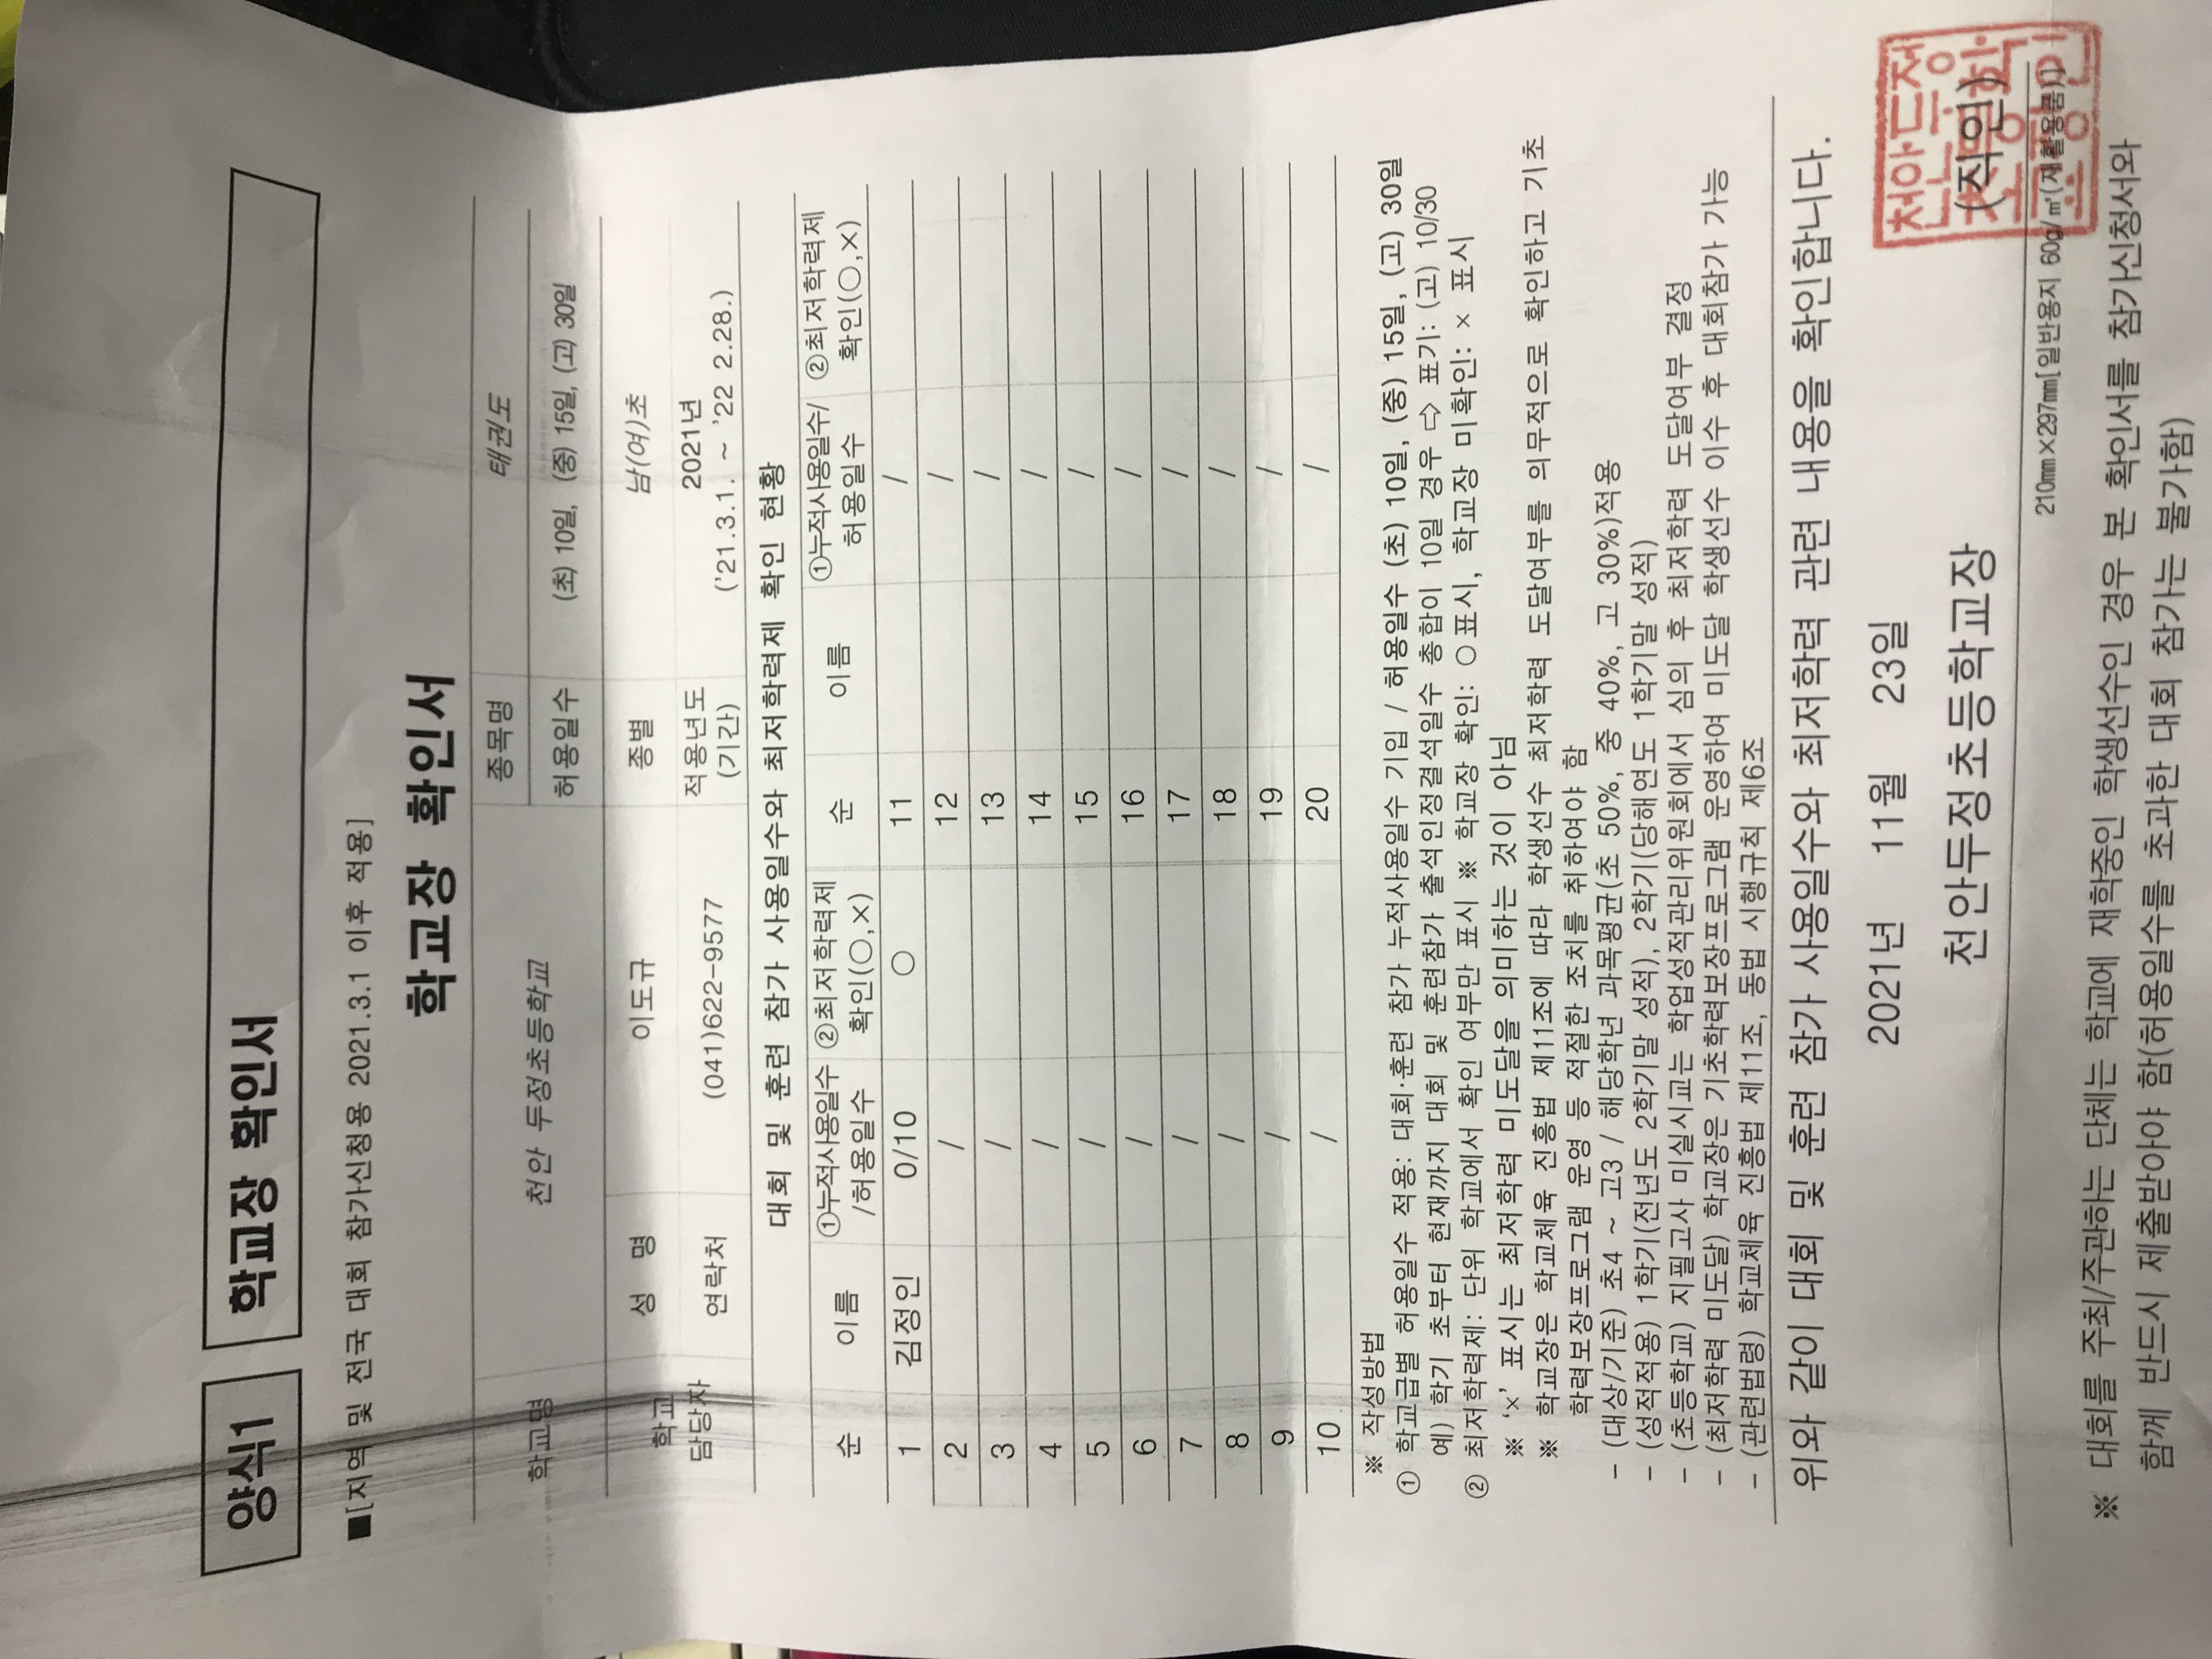 양식1 학교장 확인서
■[지역 및 전국 대회 참가신청용 2021.3.1 이후 적용]
학교장 확인서
학교명 천안 두정초등학교 종목명 태권도
허용일수 (초) 10일, (중) 15일, (고) 30일
학교 담당자 성 명 이도규 종별 남(여)초
연락처 (041)622-9577 적용년도 (기간) 2021년 ('21.3.1. ~ '22 2.28.)
대회 및 훈련 참가 사용일수와 최저학력제 확인 현황
순 이름 ①누적사용일수 /허용일수 ②최저학력제 확인(○,×) 순 이름 ①누적사용일수/ 허용일수 ②최저학력제 확인(○,×)
1 김정인 0/10 ○ 11 /
2 / 12 /
3 / 13 /
4 / 14 /
5 / 15 /
6 / 16 /
7 / 17 /
8 / 18 /
9 / 19 /
10 / 20 /
※ 작성방법
① 학교급별 허용일수 적용: 대회·훈련 참가 누적사용일수 기입 / 허용일수 (초) 10일, (중) 15일, (고) 30일
예) 학기 초부터 현재까지 대회 및 훈련참가 출석인정결석일수 총합이 10일 경우 ⇨ 표기: (고) 10/30
② 최저학력제: 단위 학교에서 확인 여부만 표시 ※ 학교장 확인: ○표시, 학교장 미확인: × 표시
※ '×' 표시는 최저학력 미도달을 의미하는 것이 아님
※ 학교장은 학교체육 진흥법 제11조에 따라 학생선수 최저학력 도달여부를 의무적으로 확인하고 기초
학력보장프로그램 운영 등 적절한 조치를 취하여야 함
- (대상/기준) 초4 ~ 고3 / 해당학년 과목평균(초 50%, 중 40%, 고 30%)적용
- (성적적용) 1학기(전년도 2학기말 성적), 2학기(당해연도 1학기말 성적)
- (초등학교) 지필고사 미실시교는 학업성적관리위원회에서 심의 후 최저학력 도달여부 결정
- (최저학력 미도달) 학교장은 기초학력보장프로그램 운영하여 미도달 학생선수 이수 후 대회참가 가능
- (관련법령) 학교체육 진흥법 제11조, 동법 시행규칙 제6조
위와 같이 대회 및 훈련 참가 사용일수와 최저학력 관련 내용을 확인합니다.
2021년 11월 23일
천안두정초등학교장 (직인)
210㎜×297㎜[일반용지 60g/㎡(재활용품)]
※ 대회를 주최/주관하는 단체는 학교에 재학중인 학생선수인 경우 본 확인서를 참가신청서와
함께 반드시 제출받아야 함(허용일수를 초과한 대회 참가는 불가함)